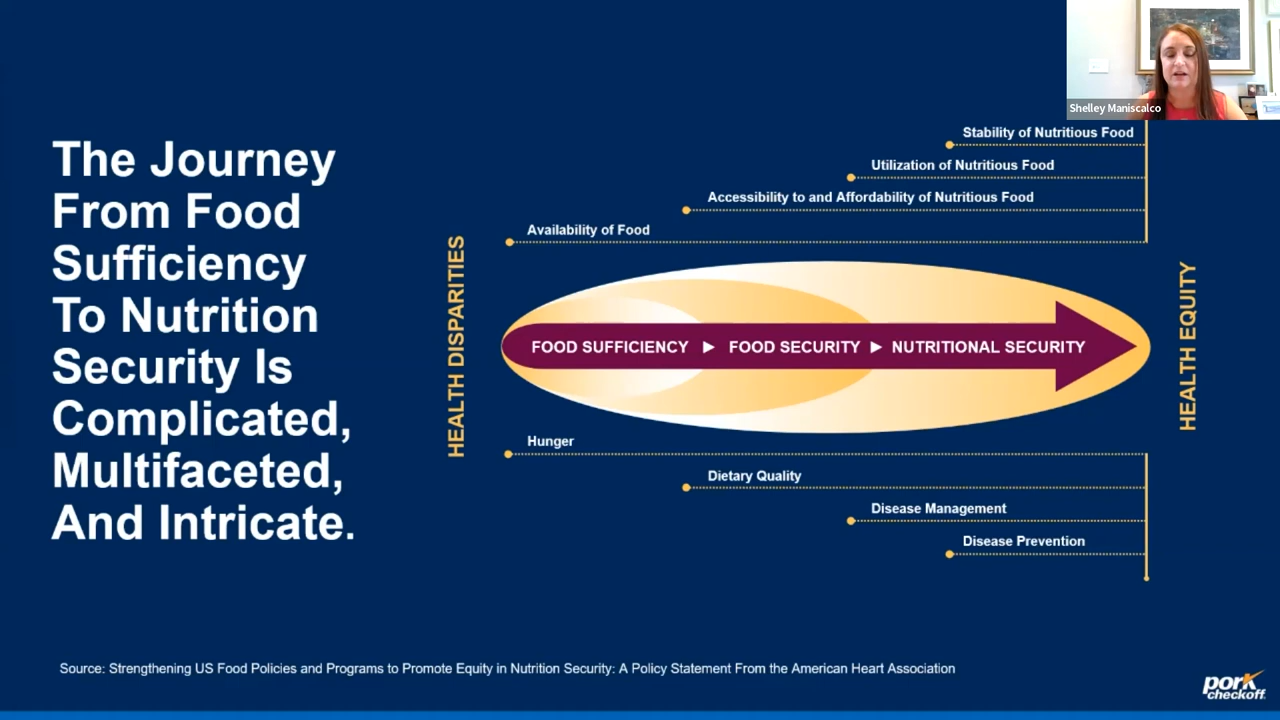 Shelley Maniscalco
The Journey
From Food
Sufficiency
To Nutrition
Security Is
Complicated,
Multifaceted,
And Intricate.
Stability of Nutritious Food
Utilization of Nutritious Food
Accessibility to and Affordability of Nutritious Food
Availability of Food
HEALTH DISPARITIES
FOOD SUFFICIENCY ▶ FOOD SECURITY ▶ NUTRITIONAL SECURITY
HEALTH EQUITY
Hunger
Dietary Quality
Disease Management
Disease Prevention
Source: Strengthening US Food Policies and Programs to Promote Equity in Nutrition Security: A Policy Statement From the American Heart Association
pork
checkoff